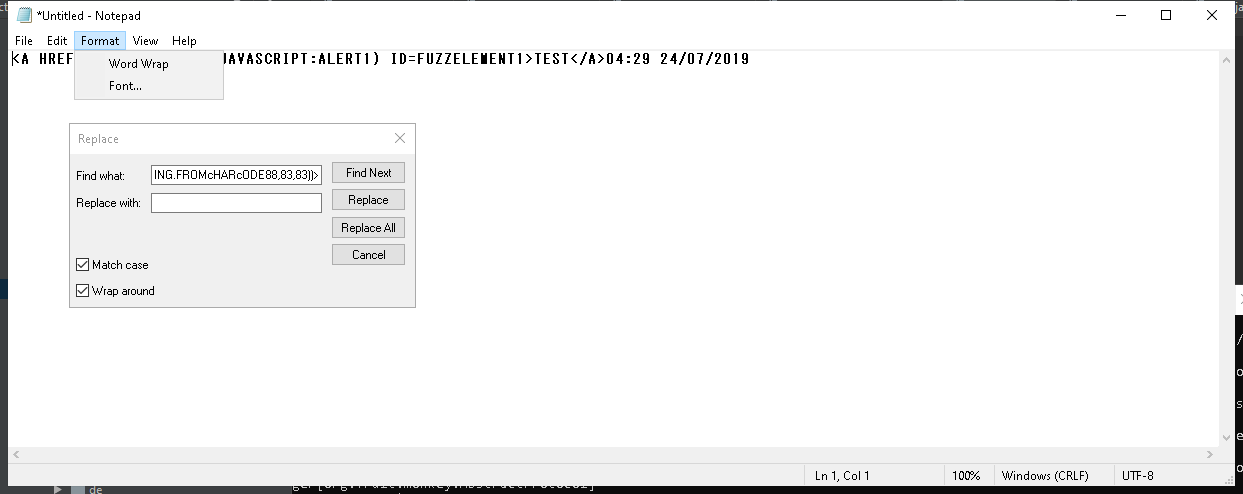 *Untitled - Notepad
File Edit Format View Help
<A HREF
JAVASCRIPT:ALERT1) ID=FUZZELEMENT1>TEST</A>04:29 24/07/2019
Word Wrap
Font...
Replace
Find what: ING.FROMcHARcODE88,83,83))> Find Next
Replace with: Replace
Replace All
Cancel
Match case
Wrap around
Ln 1, Col 1 100% Windows (CRLF) UTF-8
de